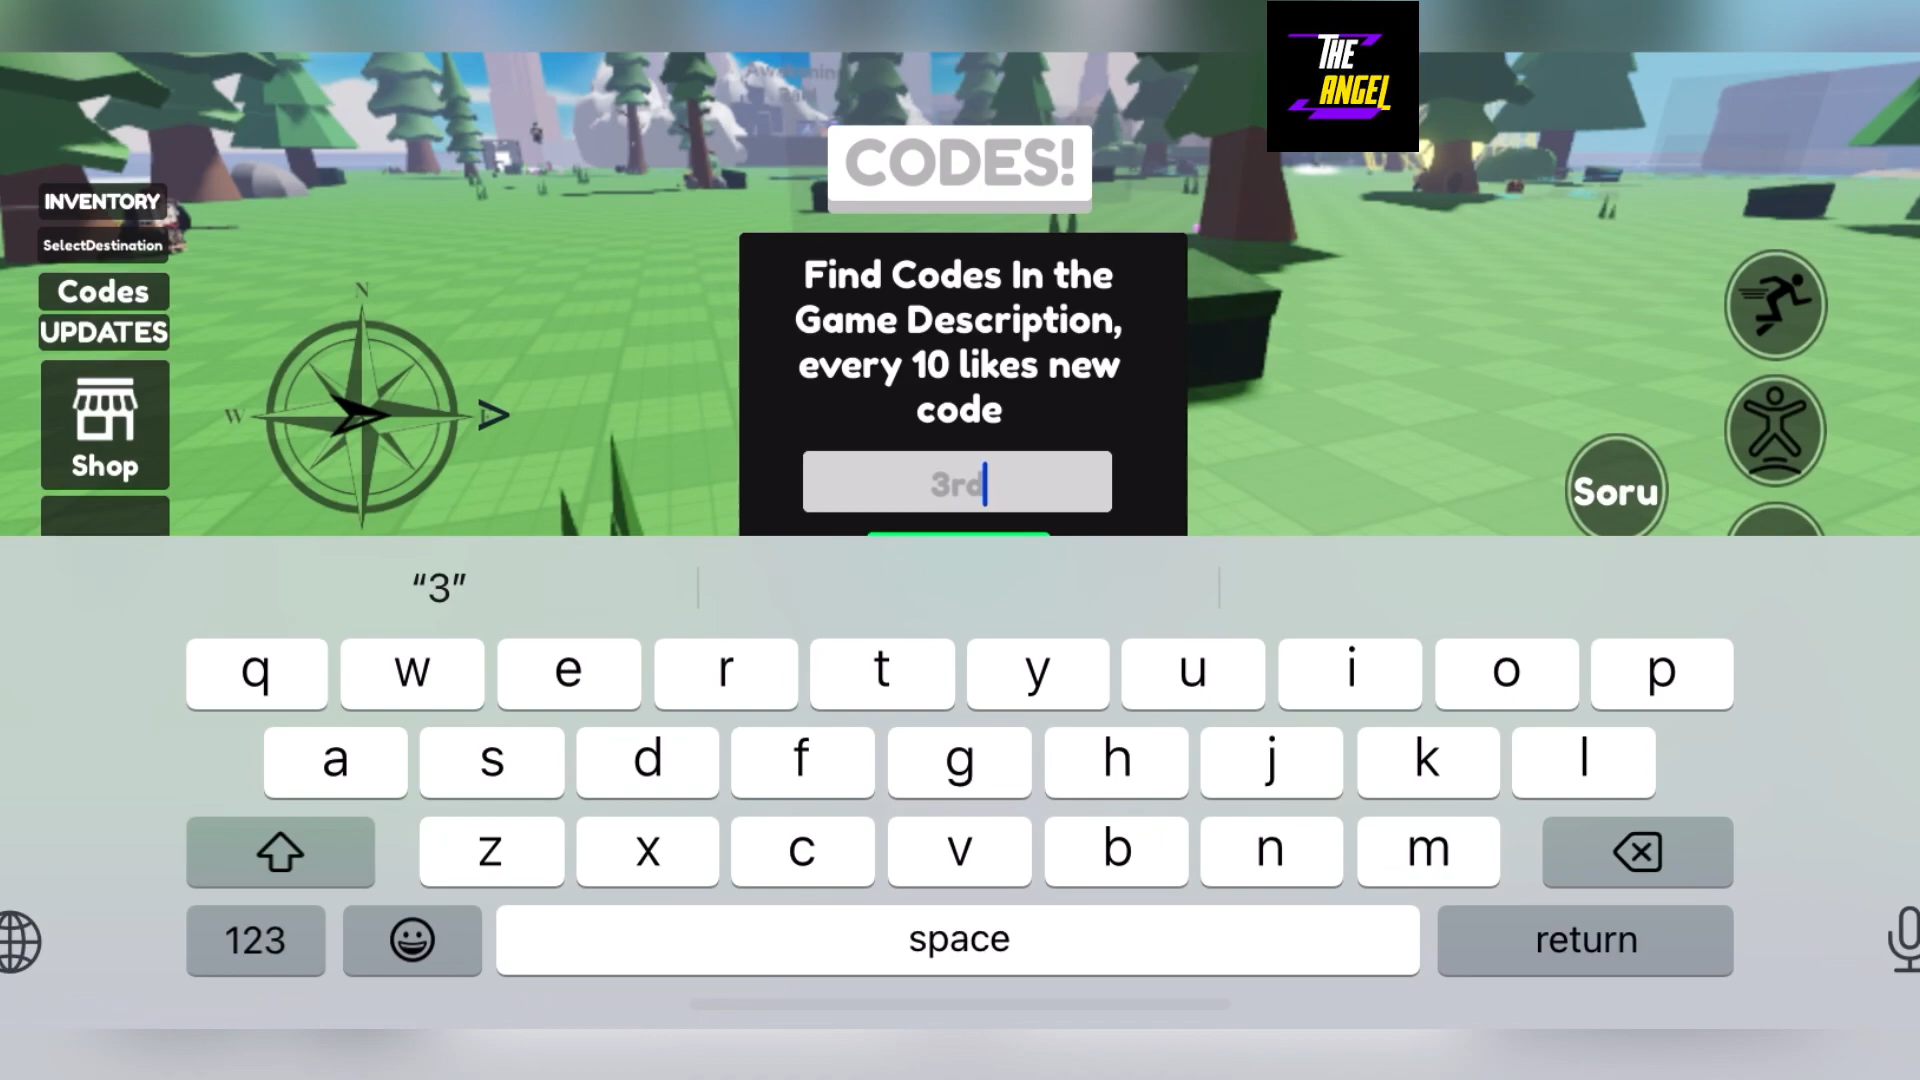 THE
ANGEL
Awakening
CODES!
INVENTORY
SelectDestination
Codes
UPDATES
Shop
N
W
Find Codes In the
Game Description,
every 10 likes new
code
3rd
Soru
“3”
q w e r t y u i o p
a s d f g h j k l
z x c v b n m
123 space return